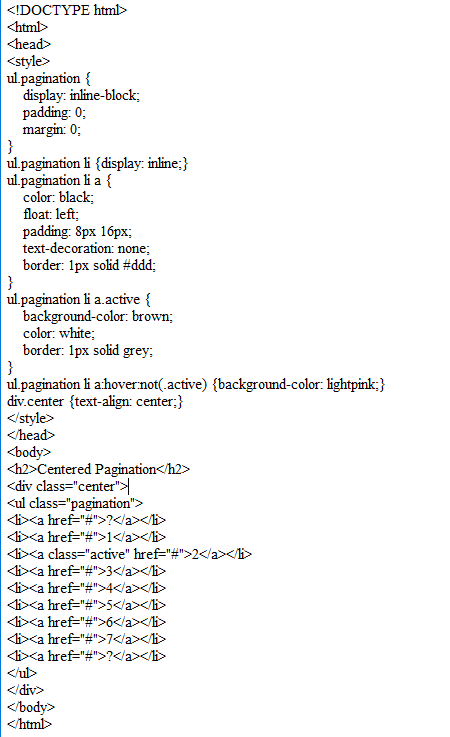 <!DOCTYPE html>
<html>
<head>
<style>
ul.pagination {
    display: inline-block;
    padding: 0;
    margin: 0;
}
ul.pagination li {display: inline;}
ul.pagination li a {
    color: black;
    float: left;
    padding: 8px 16px;
    text-decoration: none;
    border: 1px solid #ddd;
}
ul.pagination li a.active {
    background-color: brown;
    color: white;
    border: 1px solid grey;
}
ul.pagination li a:hover:not(.active) {background-color: lightpink;}
div.center {text-align: center;}
</style>
</head>
<body>
<h2>Centered Pagination</h2>
<div class="center">
<ul class="pagination">
<li><a href="#">?</a></li>
<li><a href="#">1</a></li>
<li><a class="active" href="#">2</a></li>
<li><a href="#">3</a></li>
<li><a href="#">4</a></li>
<li><a href="#">5</a></li>
<li><a href="#">6</a></li>
<li><a href="#">7</a></li>
<li><a href="#">?</a></li>
</ul>
</div>
</body>
</html>